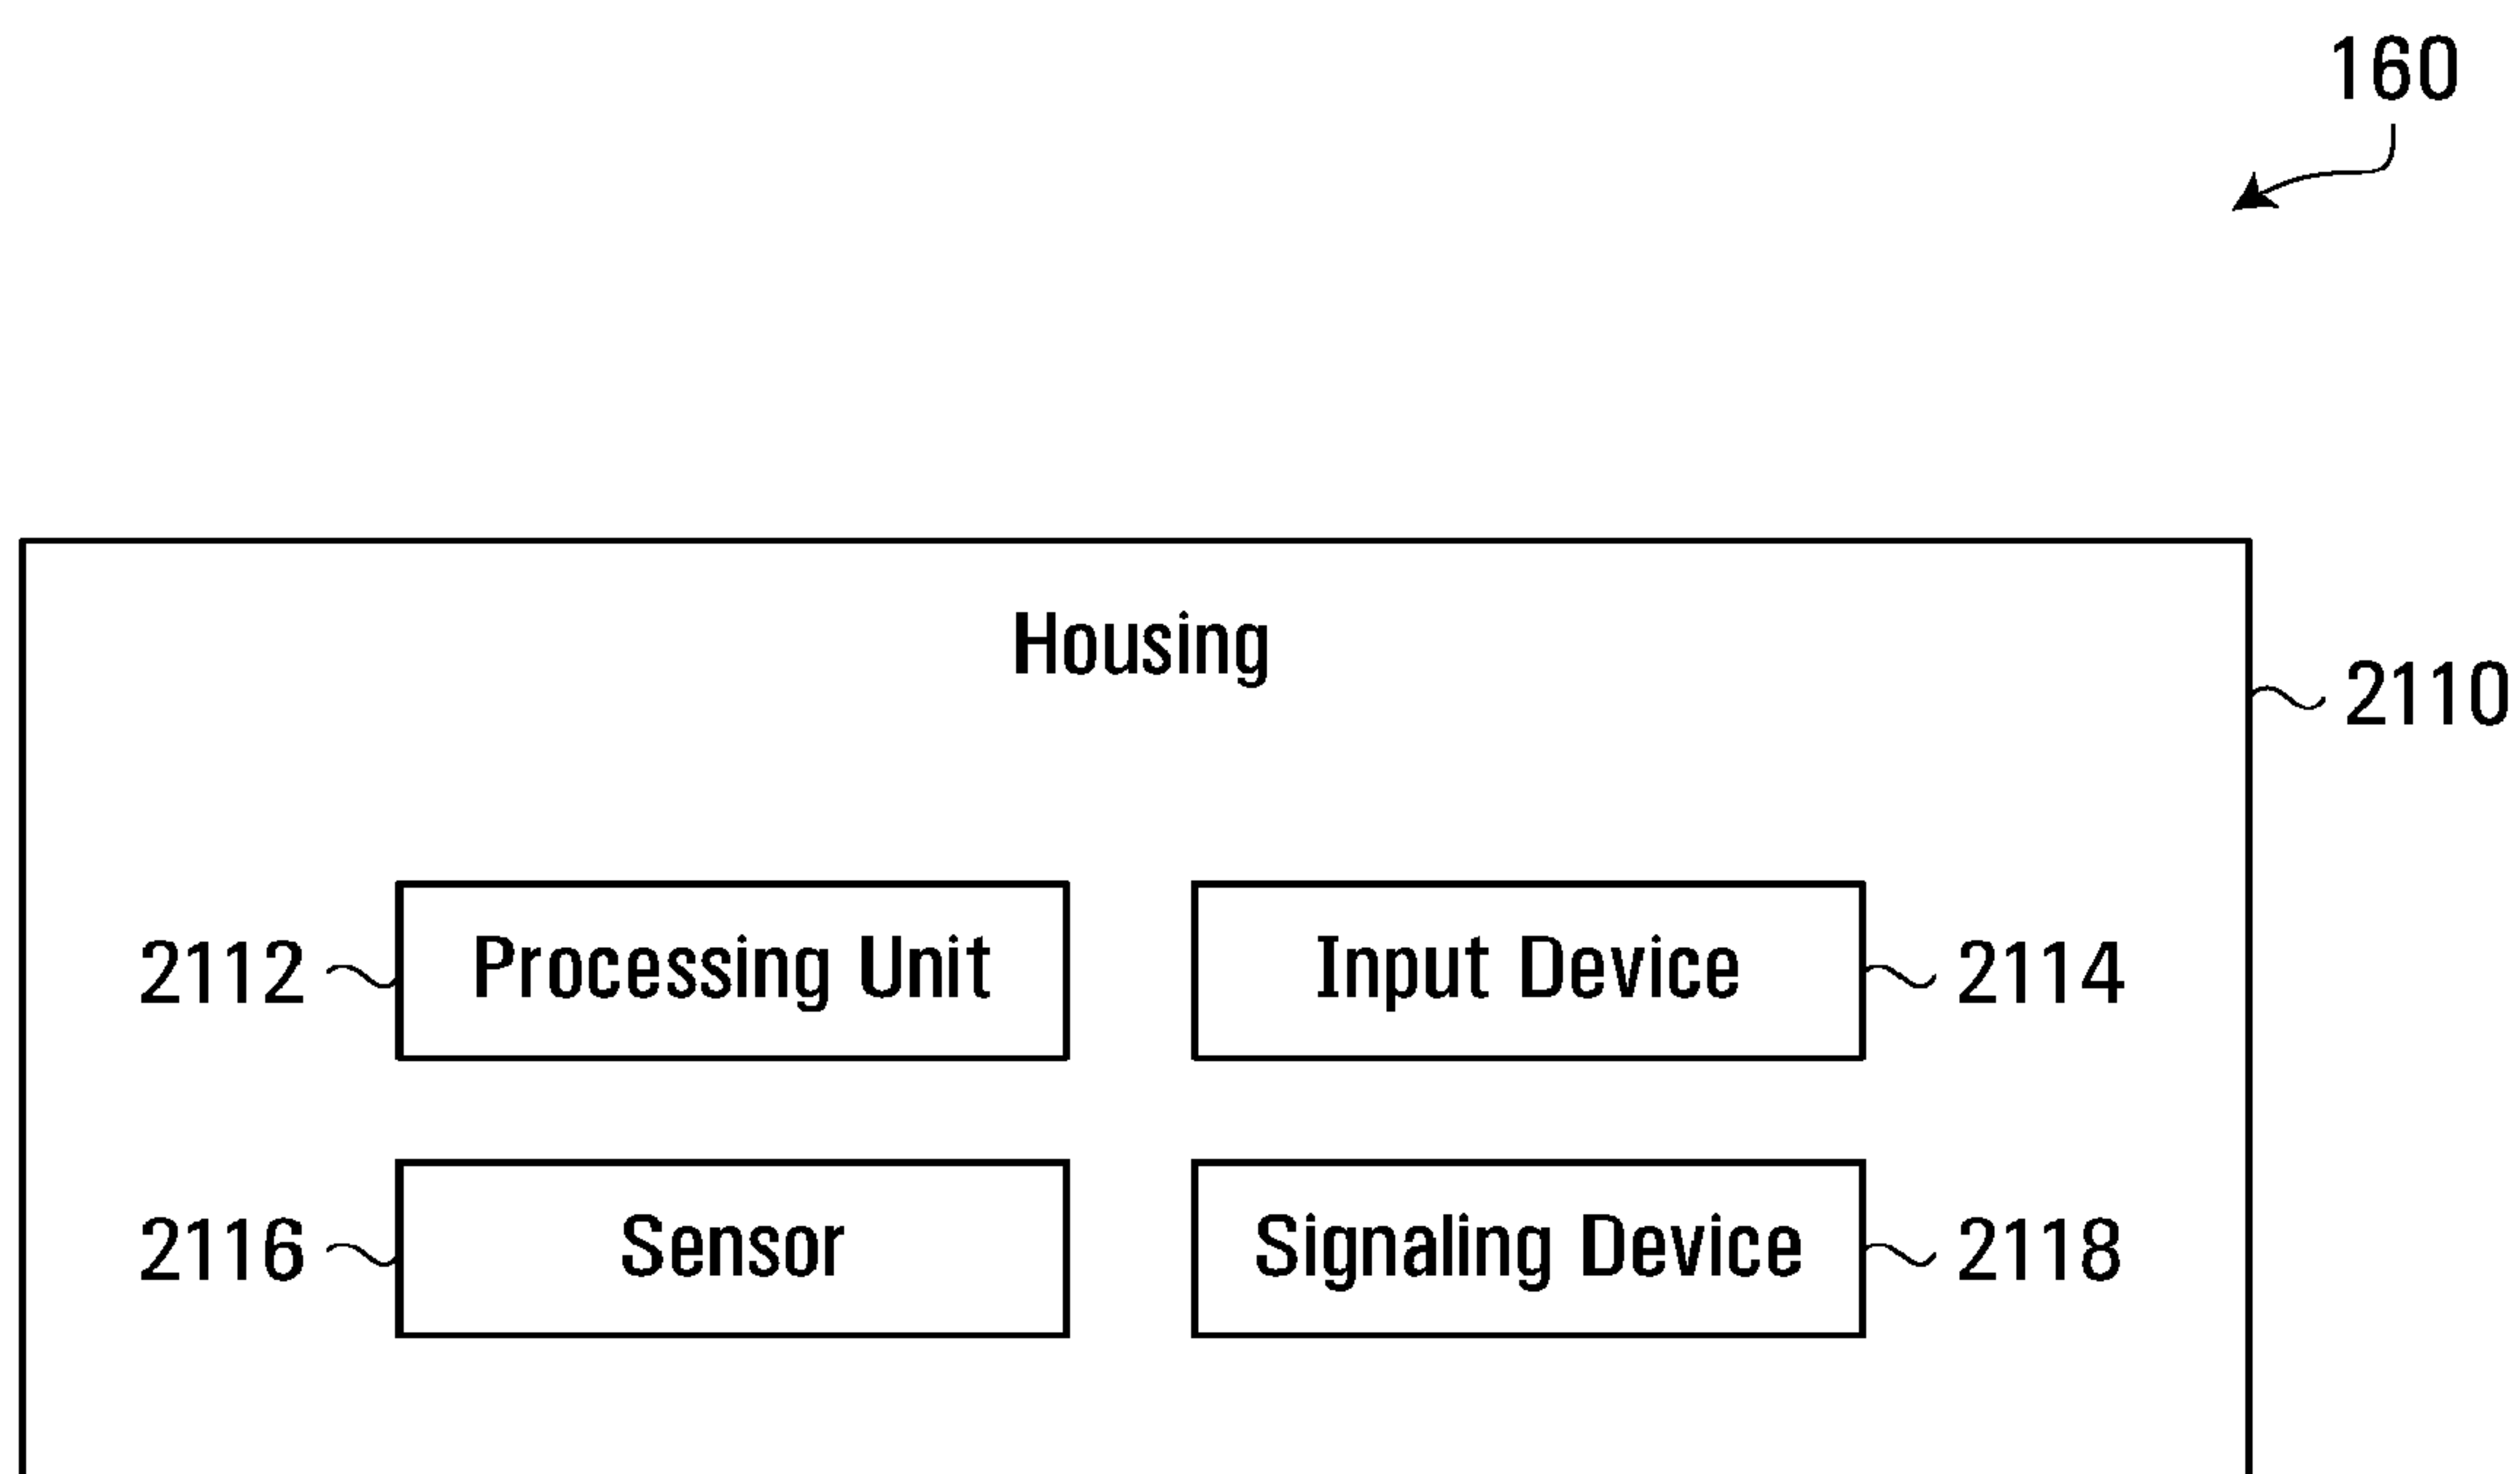 160
Housing
2110
2112 Processing Unit Input Device 2114
2116 Sensor Signaling Device 2118